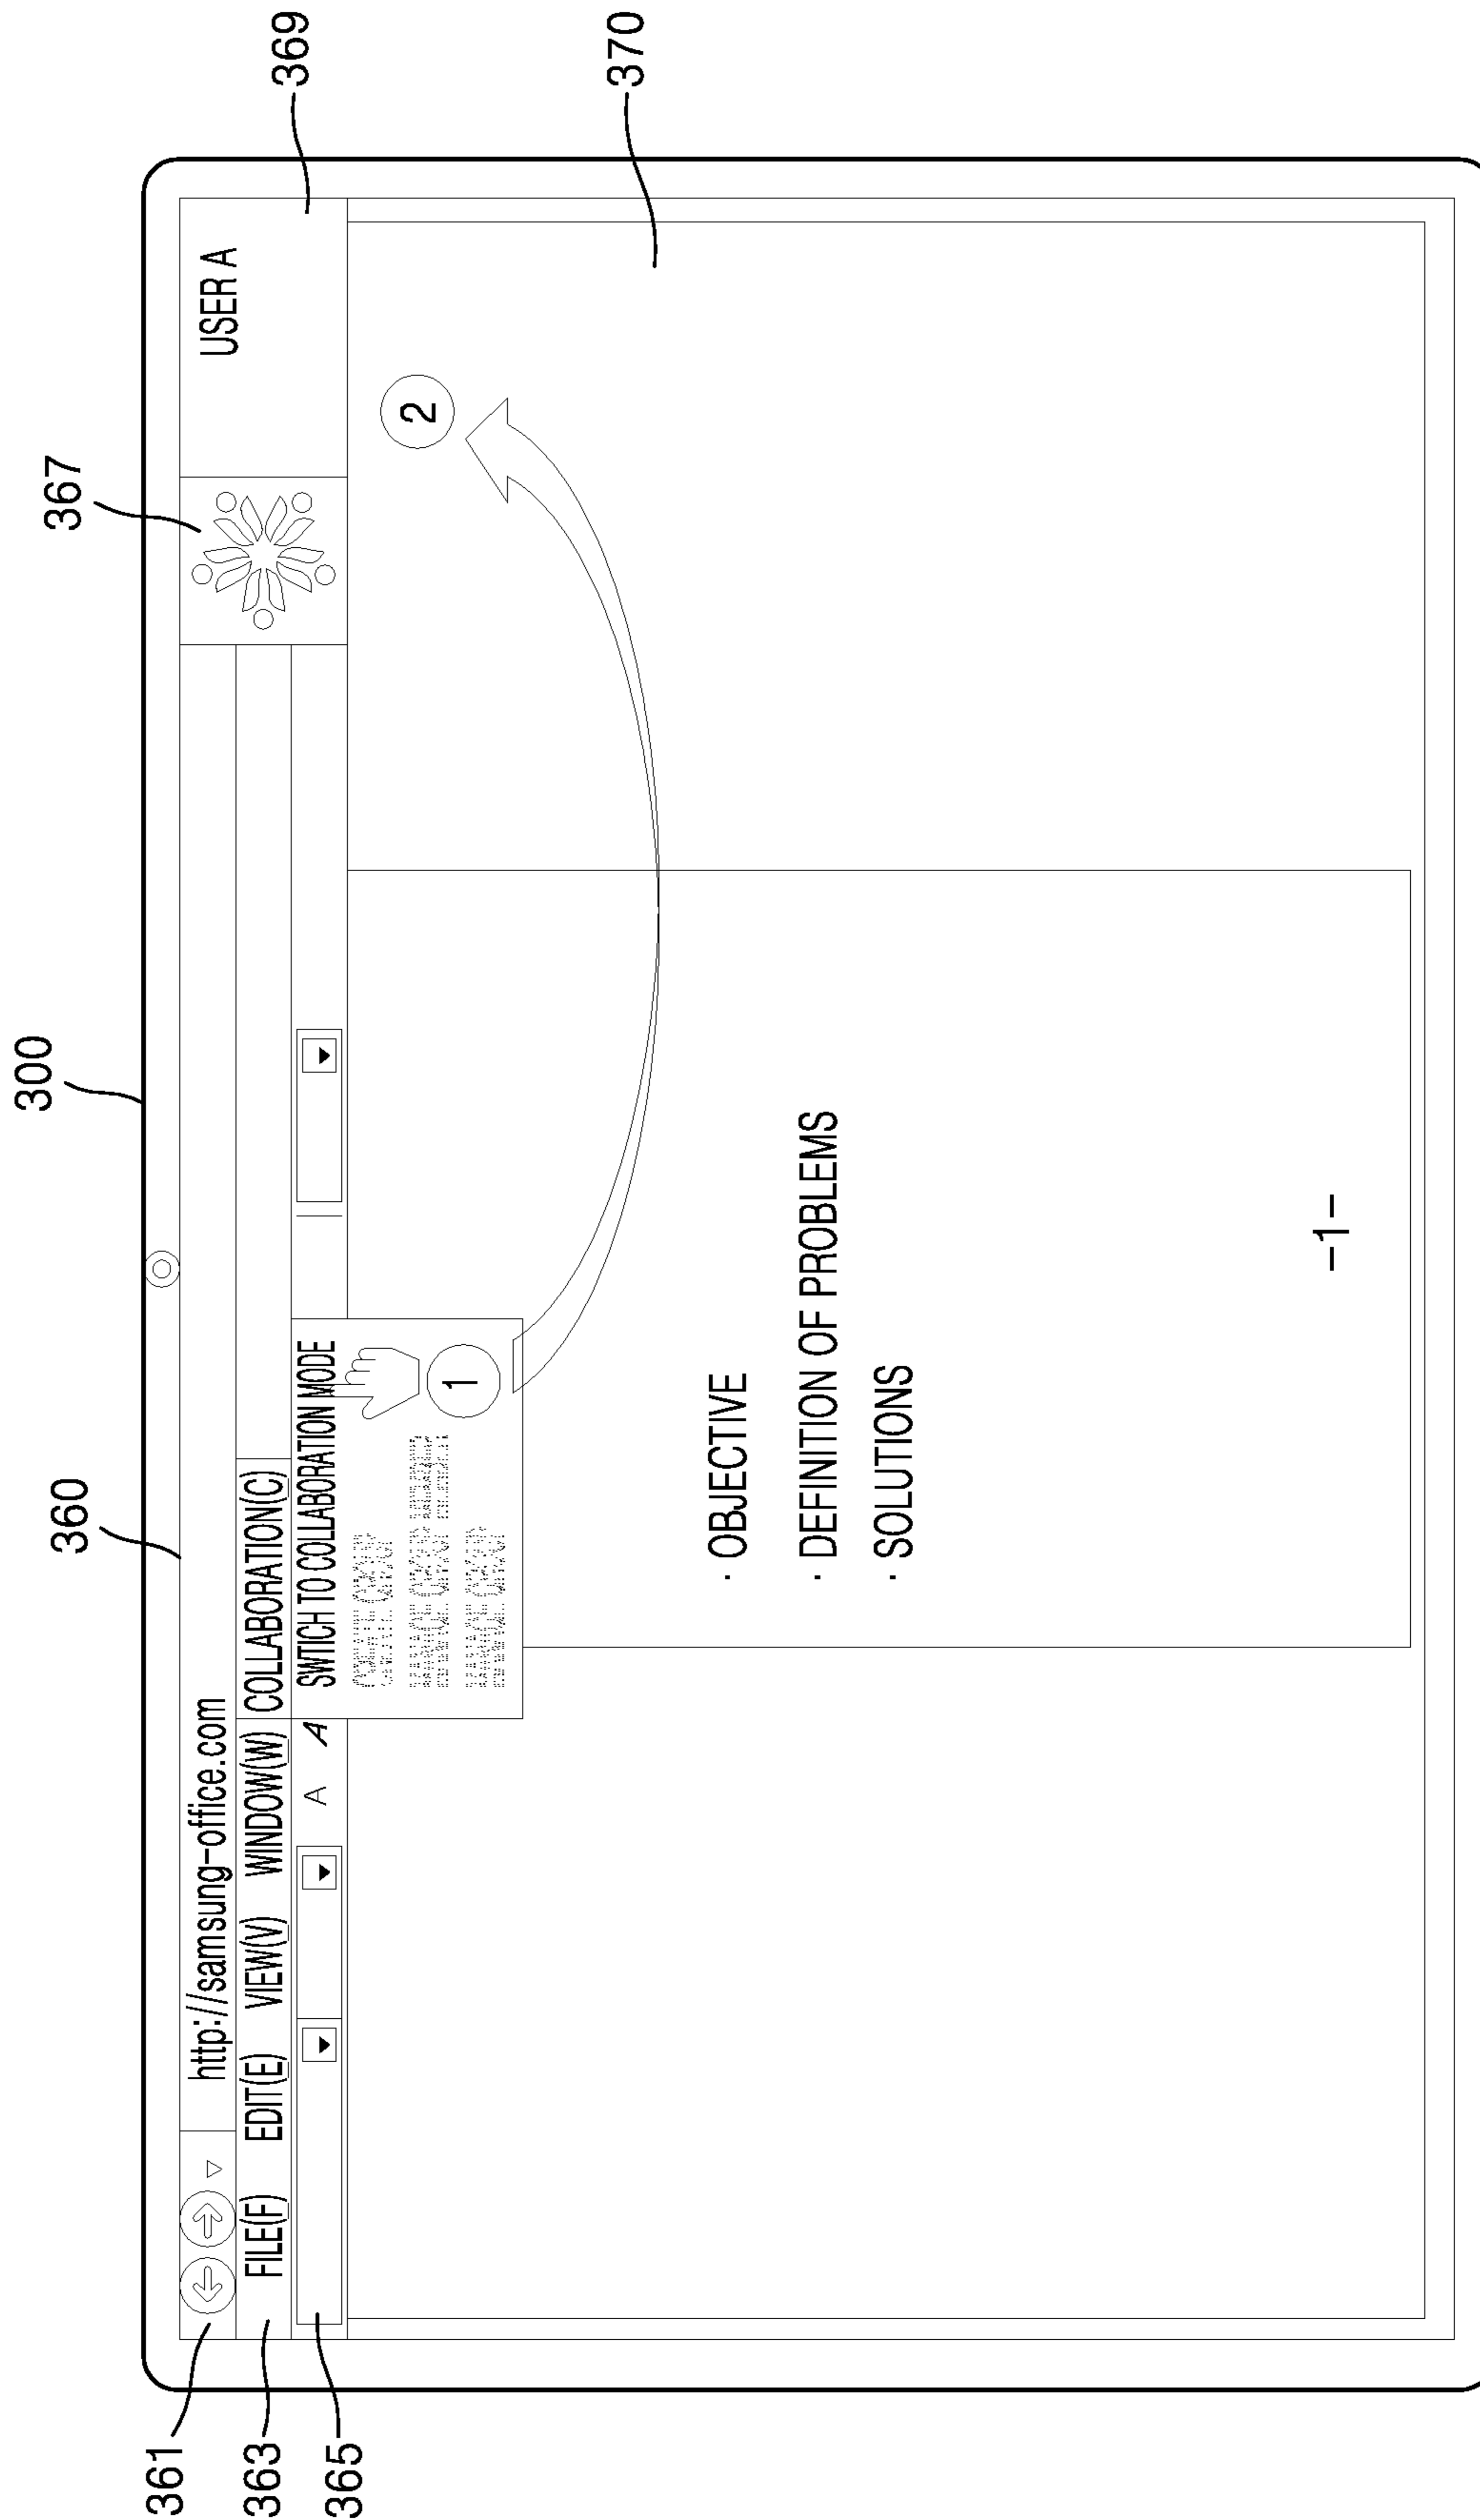 300
360
367
369
361
http://samsung-office.com
USER A
363
FILE(F) EDIT(E) VIEW(V) WINDOW(W) COLLABORATION(C)
365
A A
SWTICH TO COLLABORATION MODE
1
2
370
· OBJECTIVE
· DEFINITION OF PROBLEMS
· SOLUTIONS
-1-